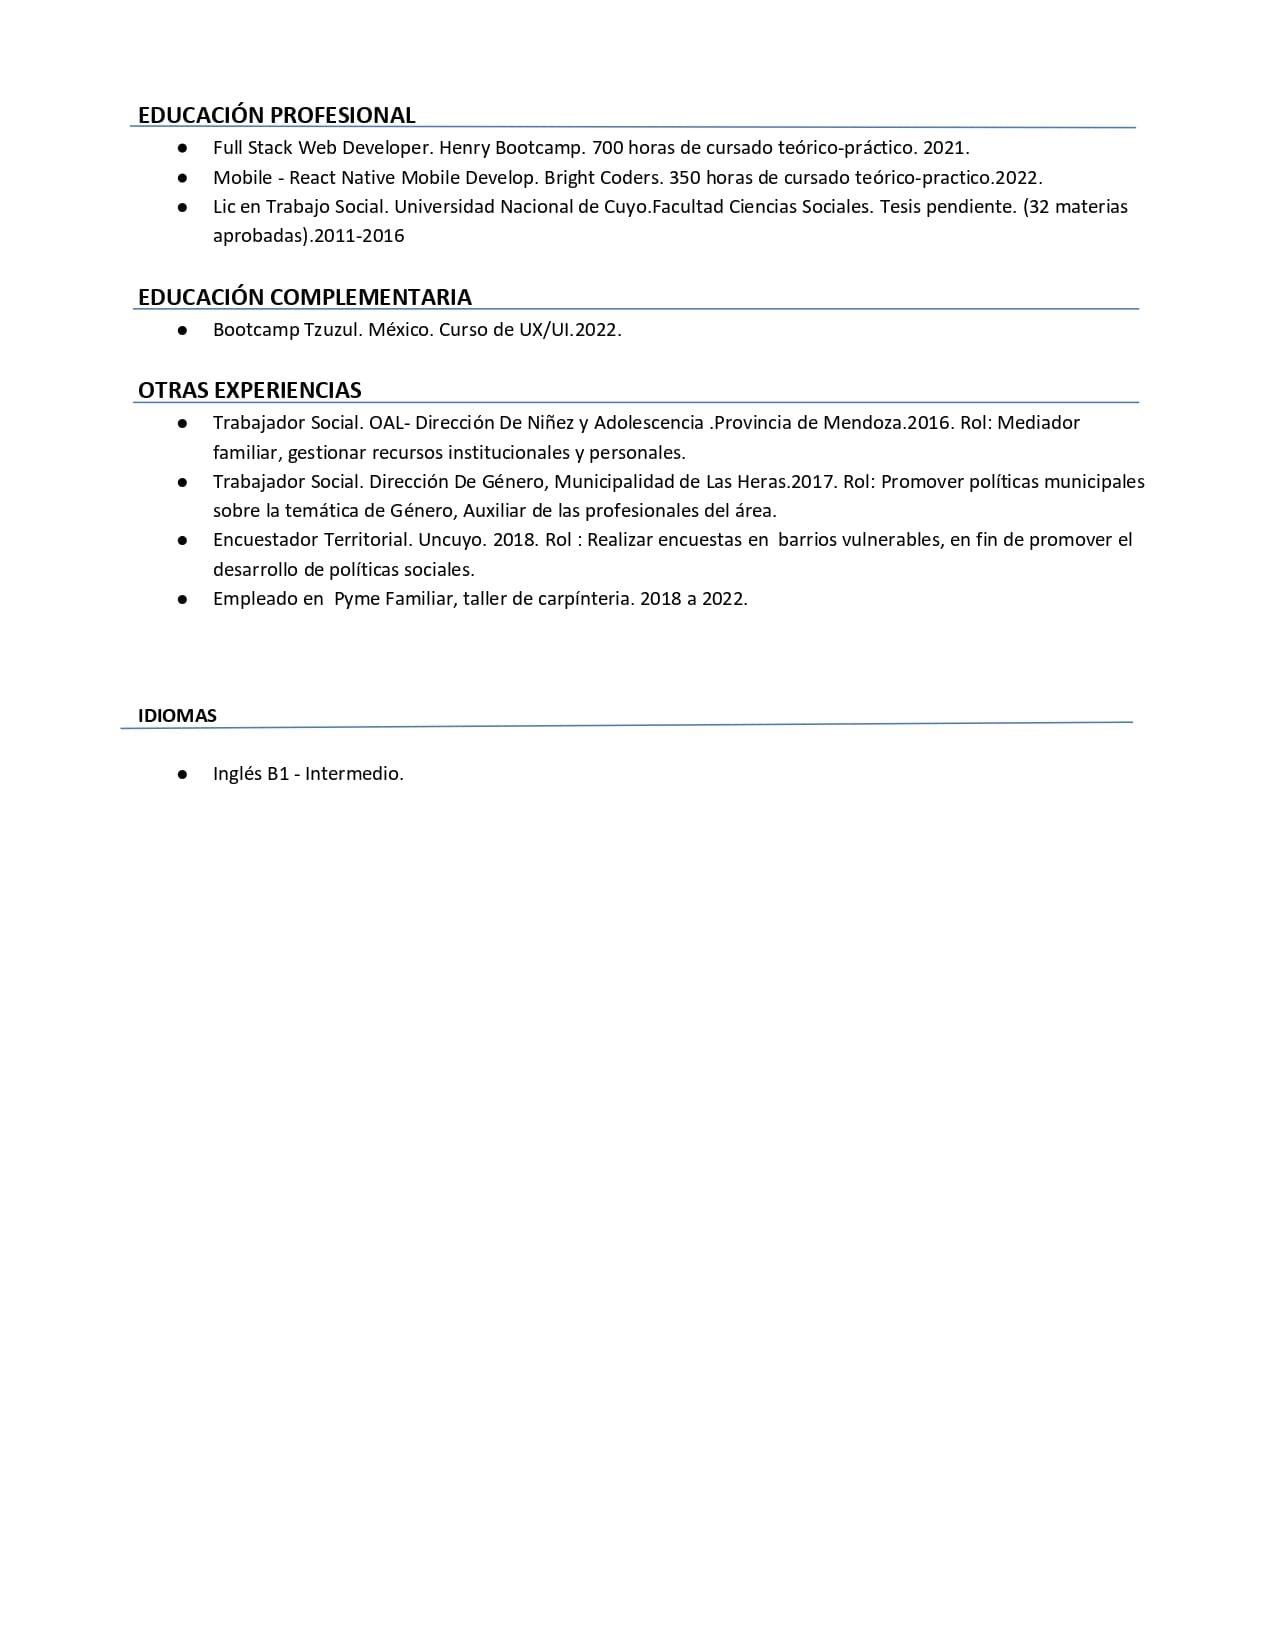 EDUCACIÓN PROFESIONAL
● Full Stack Web Developer. Henry Bootcamp. 700 horas de cursado teórico-práctico. 2021.
● Mobile - React Native Mobile Develop. Bright Coders. 350 horas de cursado teórico-practico.2022.
● Lic en Trabajo Social. Universidad Nacional de Cuyo.Facultad Ciencias Sociales. Tesis pendiente. (32 materias
aprobadas).2011-2016
EDUCACIÓN COMPLEMENTARIA
● Bootcamp Tzuzul. México. Curso de UX/UI.2022.
OTRAS EXPERIENCIAS
● Trabajador Social. OAL- Dirección De Niñez y Adolescencia .Provincia de Mendoza.2016. Rol: Mediador
familiar, gestionar recursos institucionales y personales.
● Trabajador Social. Dirección De Género, Municipalidad de Las Heras.2017. Rol: Promover políticas municipales
sobre la temática de Género, Auxiliar de las profesionales del área.
● Encuestador Territorial. Uncuyo. 2018. Rol : Realizar encuestas en  barrios vulnerables, en fin de promover el
desarrollo de políticas sociales.
● Empleado en  Pyme Familiar, taller de carpínteria. 2018 a 2022.
IDIOMAS
● Inglés B1 - Intermedio.